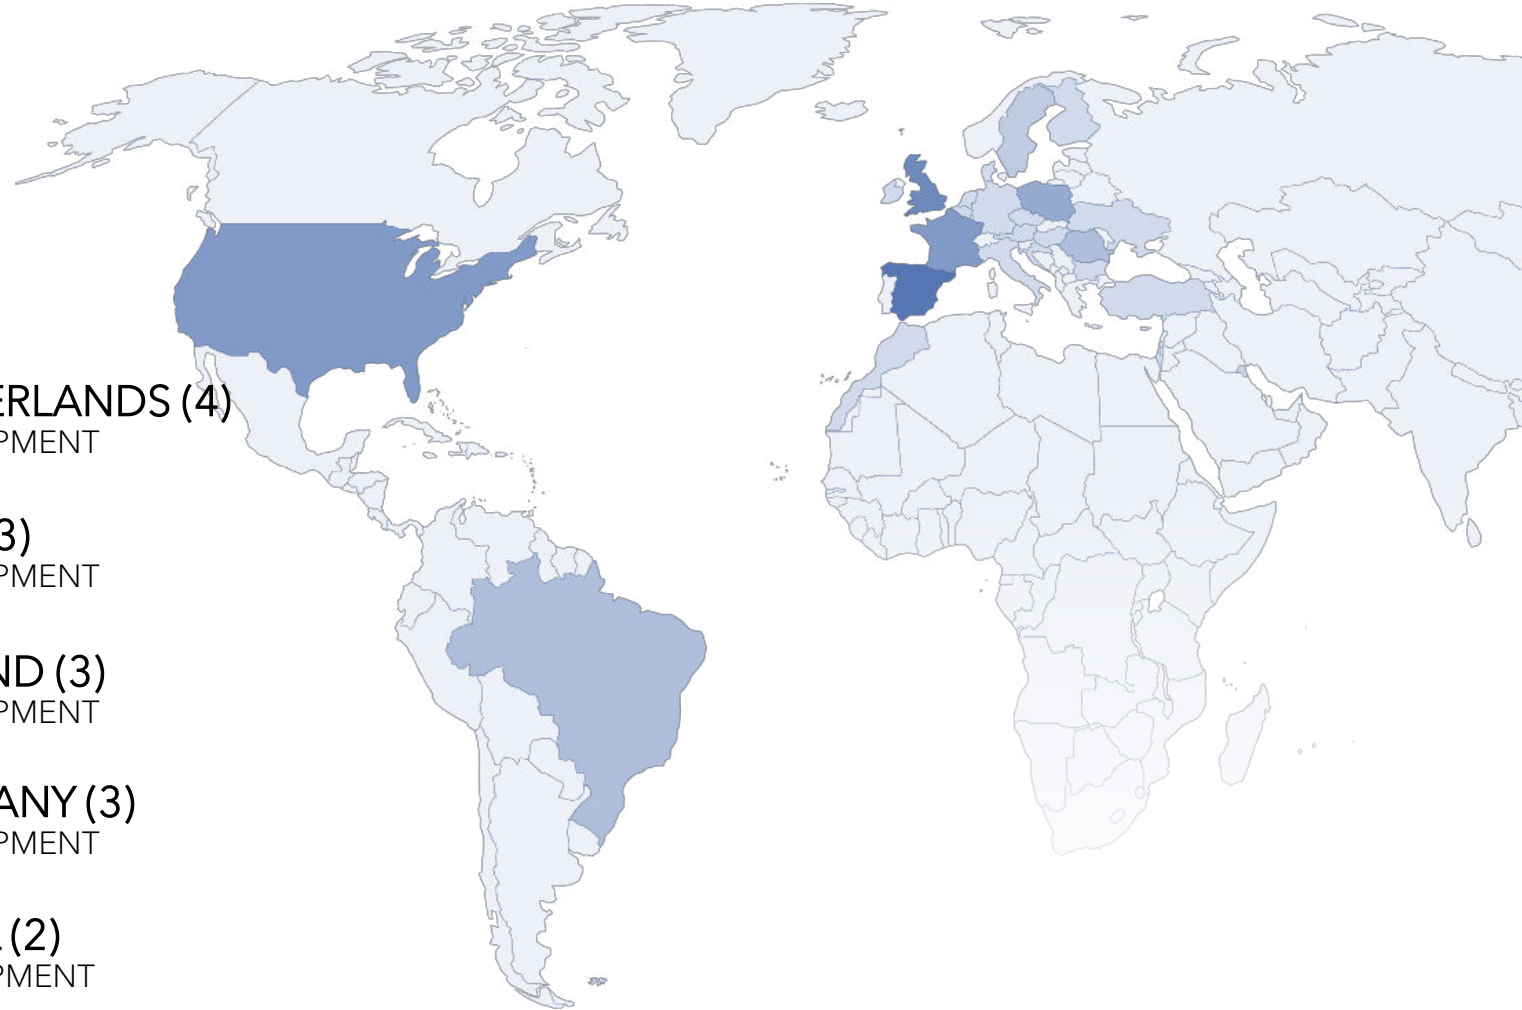 ERLANDS (4)
PMENT
3)
PMENT
ND (3)
PMENT
ANY (3)
PMENT
(2)
PMENT